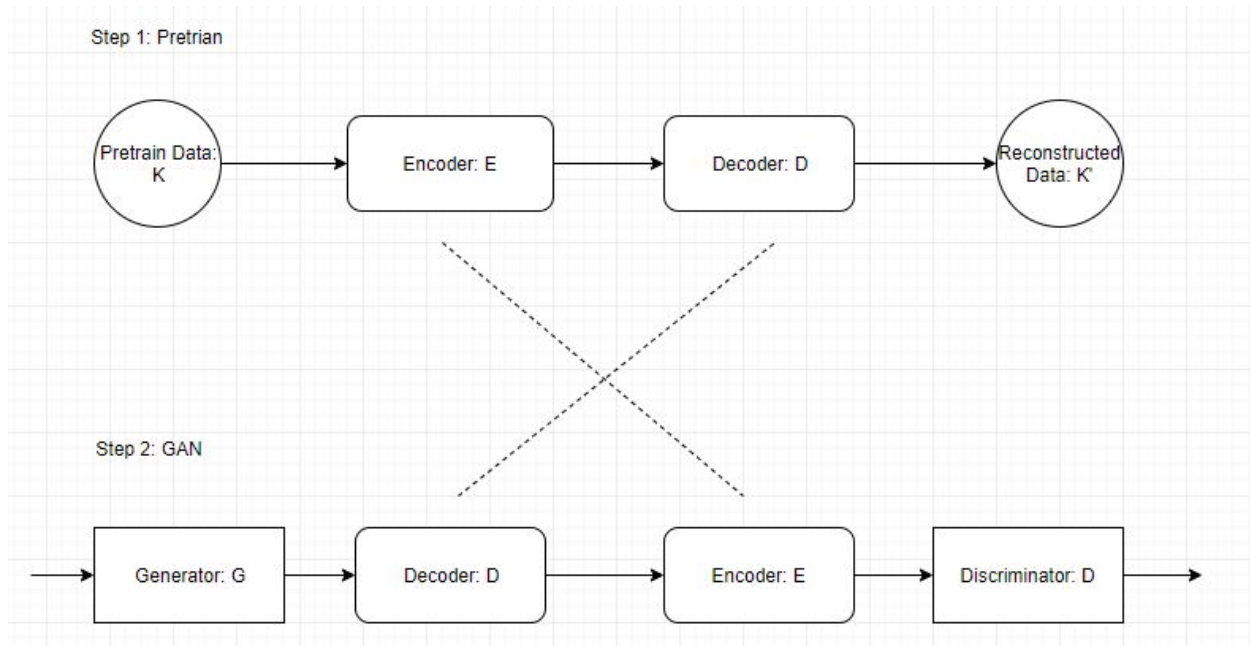 Step 1: Pretrian
Pretrain Data:
K
Encoder: E
Decoder: D
Reconstructed
Data: K'
Step 2: GAN
Generator: G
Decoder: D
Encoder: E
Discriminator: D